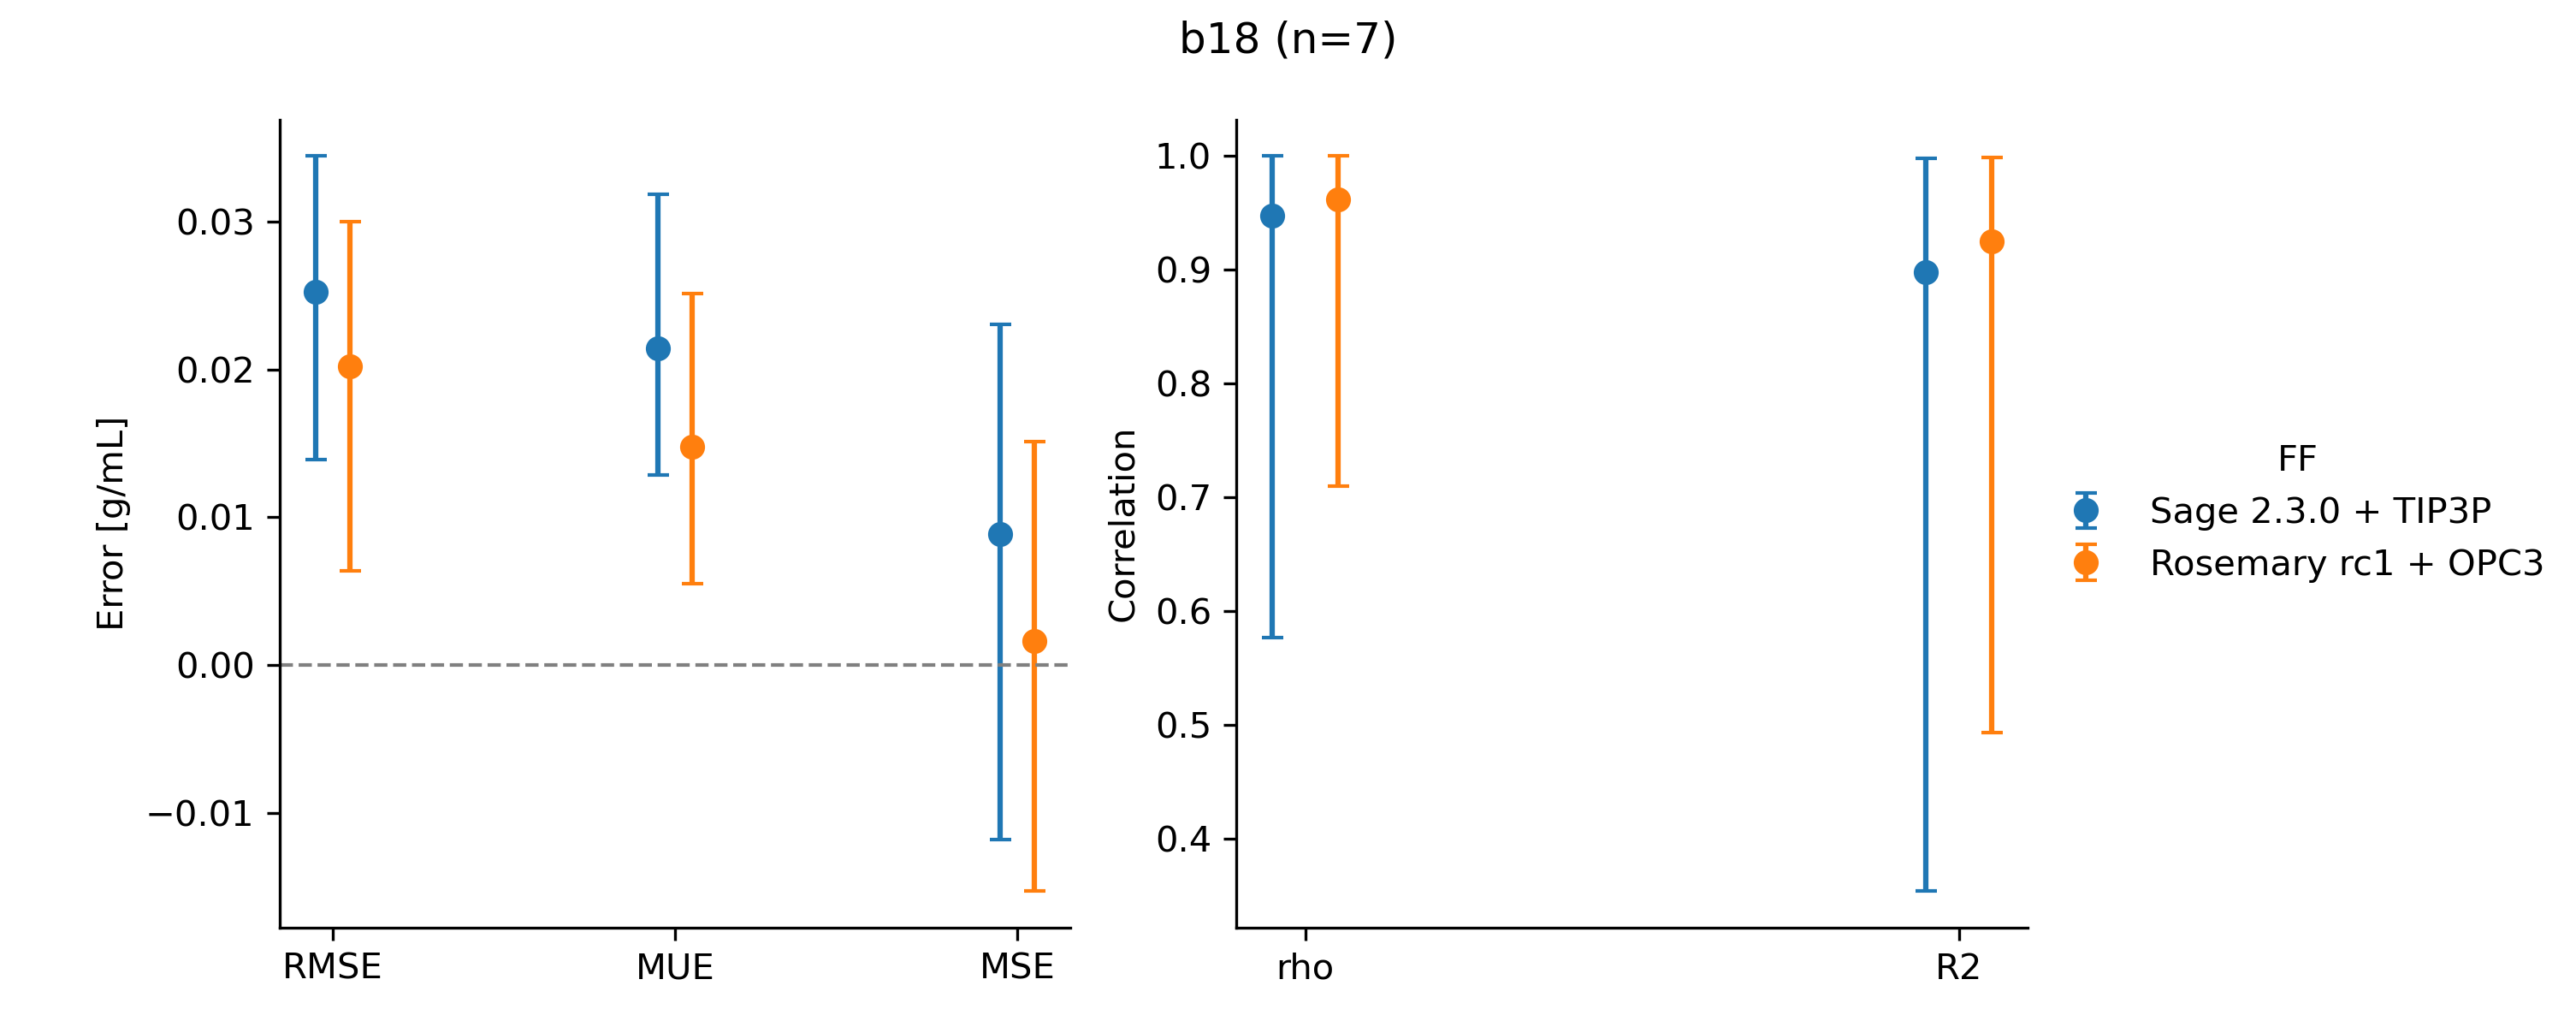 b18 (n=7)
Error [g/mL]
0.03
0.02
0.01
0.00
−0.01
RMSE
MUE
MSE
Correlation
1.0
0.9
0.8
0.7
0.6
0.5
0.4
rho
R2
FF
Sage 2.3.0 + TIP3P
Rosemary rc1 + OPC3